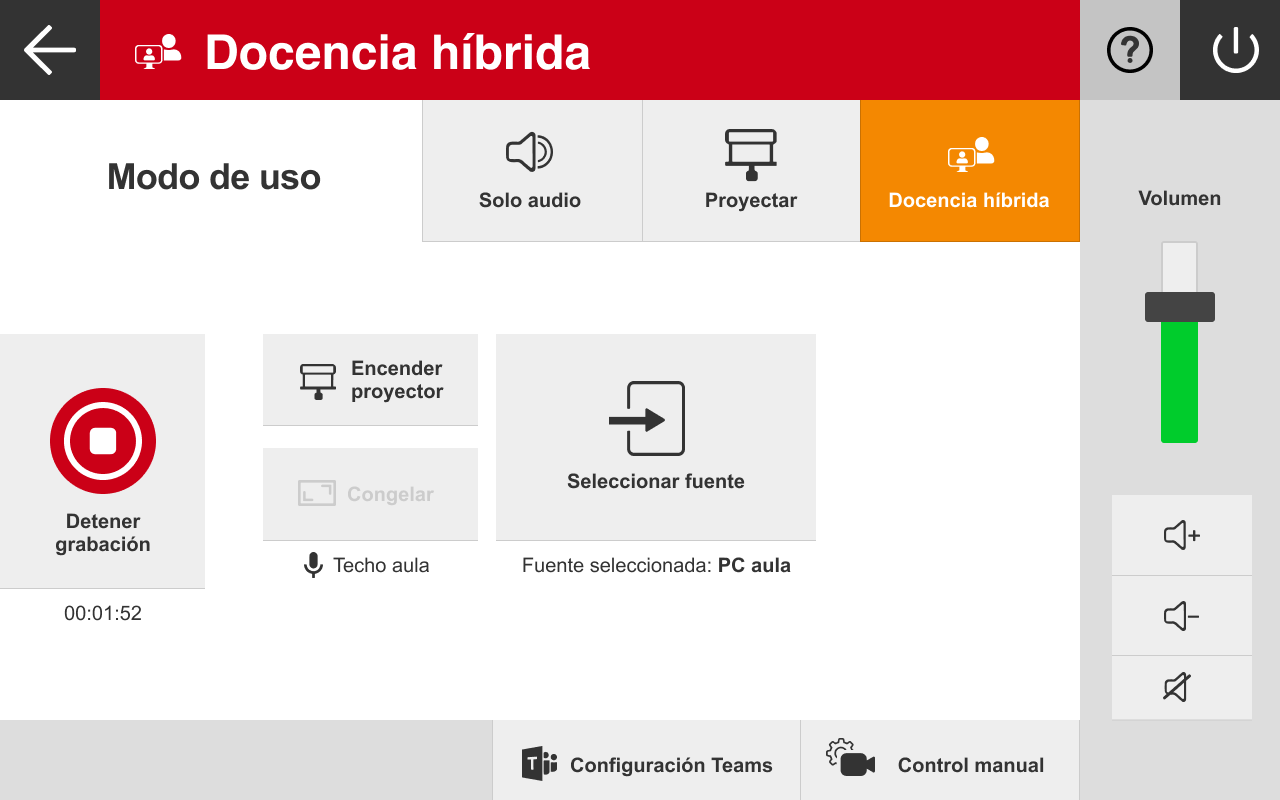 Docencia híbrida
?
Modo de uso
Solo audio
Proyectar
Docencia híbrida
Volumen
Encender
proyector
Congelar
Seleccionar fuente
Detener
grabación
Techo aula
Fuente seleccionada: PC aula
00:01:52
T Configuración Teams
Control manual